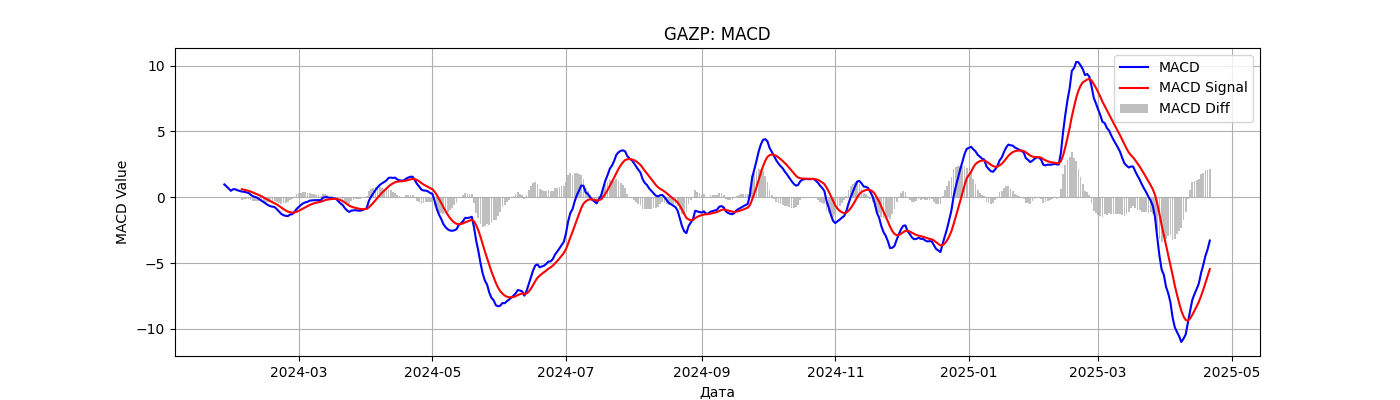 GAZP: MACD
MACD Value
10
5
0
−5
−10
MACD
MACD Signal
MACD Diff
2024-03
2024-05
2024-07
2024-09
2024-11
2025-01
2025-03
2025-05
Дата